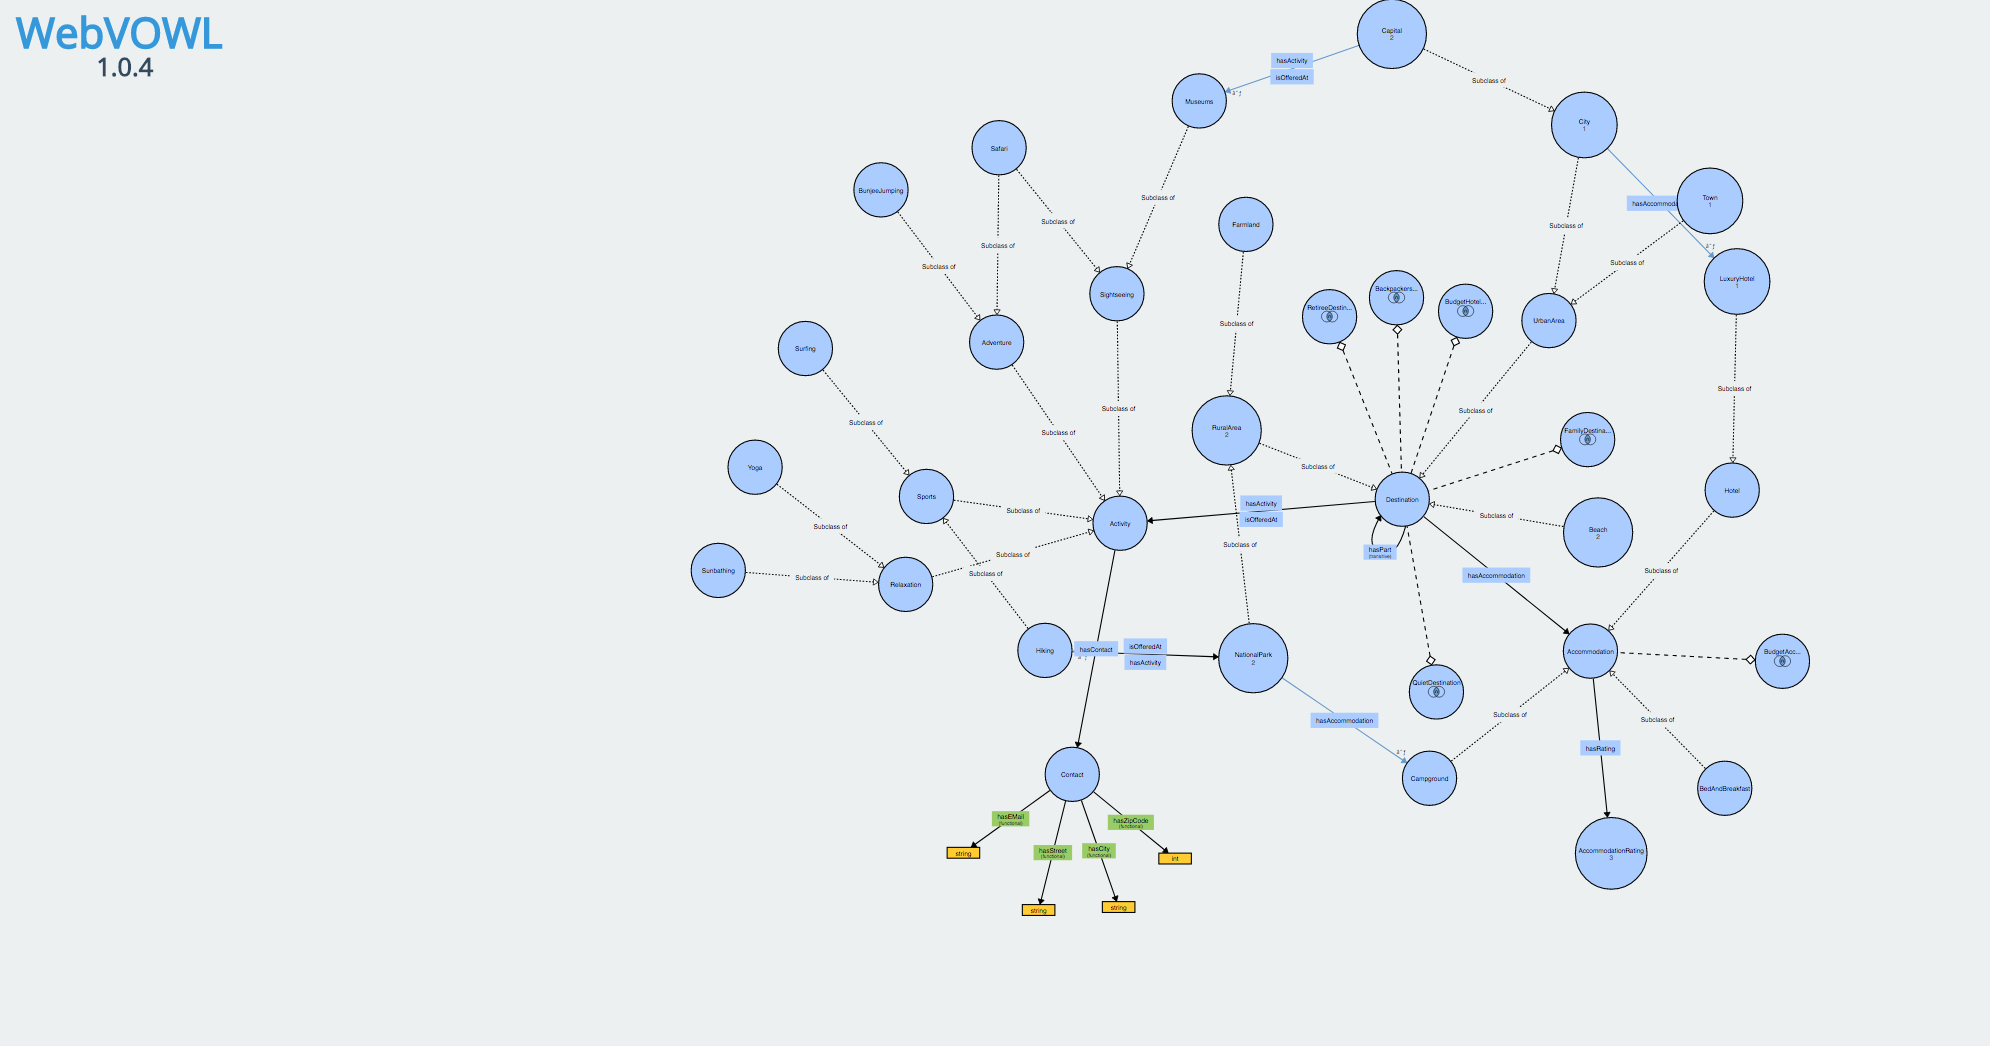 WebVOWL
1.0.4
Capital
2
hasActivity
isOfferedAt
Subclass of
Museums
City
1
Safari
BunjeeJumping
Subclass of
Town
1
hasAccommoda
Farmland
Subclass of
Subclass of
Subclass of
Subclass of
Subclass of
Sightseeing
LuxuryHotel
1
RetireeDestin...
Backpackers...
BudgetHotel...
UrbanArea
Surfing
Adventure
Subclass of
Subclass of
Subclass of
Subclass of
Subclass of
Subclass of
RuralArea
2
FamilyDestina...
Yoga
Subclass of
Sports
Hotel
Destination
hasActivity
isOfferedAt
Subclass of
Activity
Subclass of
Beach
2
Subclass of
Subclass of
hasPart
(transitive)
Subclass of
Sunbathing
Subclass of
Relaxation
Subclass of
hasAccommodation
Subclass of
Hiking
hasContact
isOfferedAt
hasActivity
NationalPark
2
Accommodation
BudgetAcc...
QuietDestination
hasAccommodation
Subclass of
Subclass of
hasRating
Contact
Campground
BedAndBreakfast
hasEMail
(functional)
hasZipCode
(functional)
hasStreet
(functional)
hasCity
(functional)
string
int
AccommodationRating
3
string
string